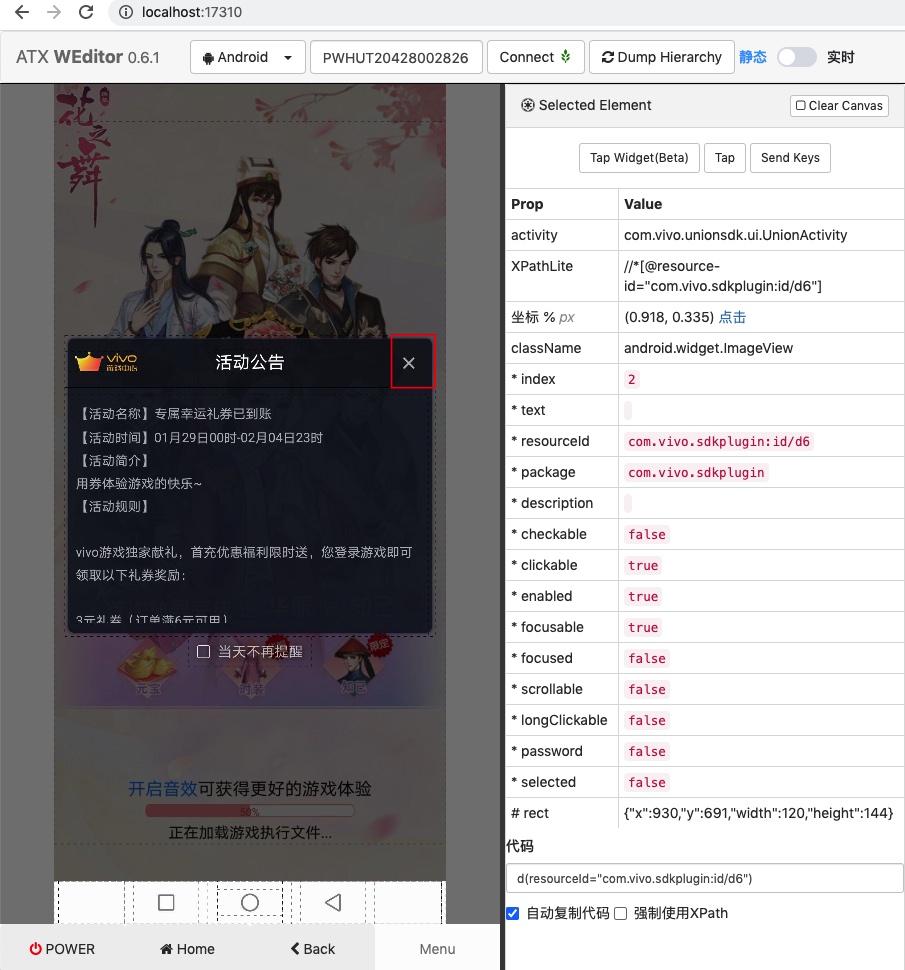 localhost:17310
ATX WEditor 0.6.1
Android
PWHUT20428002826
Connect
Dump Hierarchy
静态
实时
花之舞
vivo
游戏中心
活动公告
【活动名称】专属幸运礼券已到账
【活动时间】01月29日00时-02月04日23时
【活动简介】
用券体验游戏的快乐~
【活动规则】
vivo游戏独家献礼，首充优惠福利限时送，您登录游戏即可
领取以下礼券奖励：
3元礼券（订单满6元可用）
当天不再提醒
限定
元宝
时装
知己
开启音效可获得更好的游戏体验
50%
正在加载游戏执行文件...
POWER
Home
Back
Menu
Selected Element
Clear Canvas
Tap Widget(Beta)
Tap
Send Keys
Prop Value
activity com.vivo.unionsdk.ui.UnionActivity
XPathLite //*[@resource-
id="com.vivo.sdkplugin:id/d6"]
坐标 % px (0.918, 0.335) 点击
className android.widget.ImageView
* index 2
* text
* resourceId com.vivo.sdkplugin:id/d6
* package com.vivo.sdkplugin
* description
* checkable false
* clickable true
* enabled true
* focusable true
* focused false
* scrollable false
* longClickable false
* password false
* selected false
# rect {"x":930,"y":691,"width":120,"height":144}
代码
d(resourceId="com.vivo.sdkplugin:id/d6")
自动复制代码 强制使用XPath